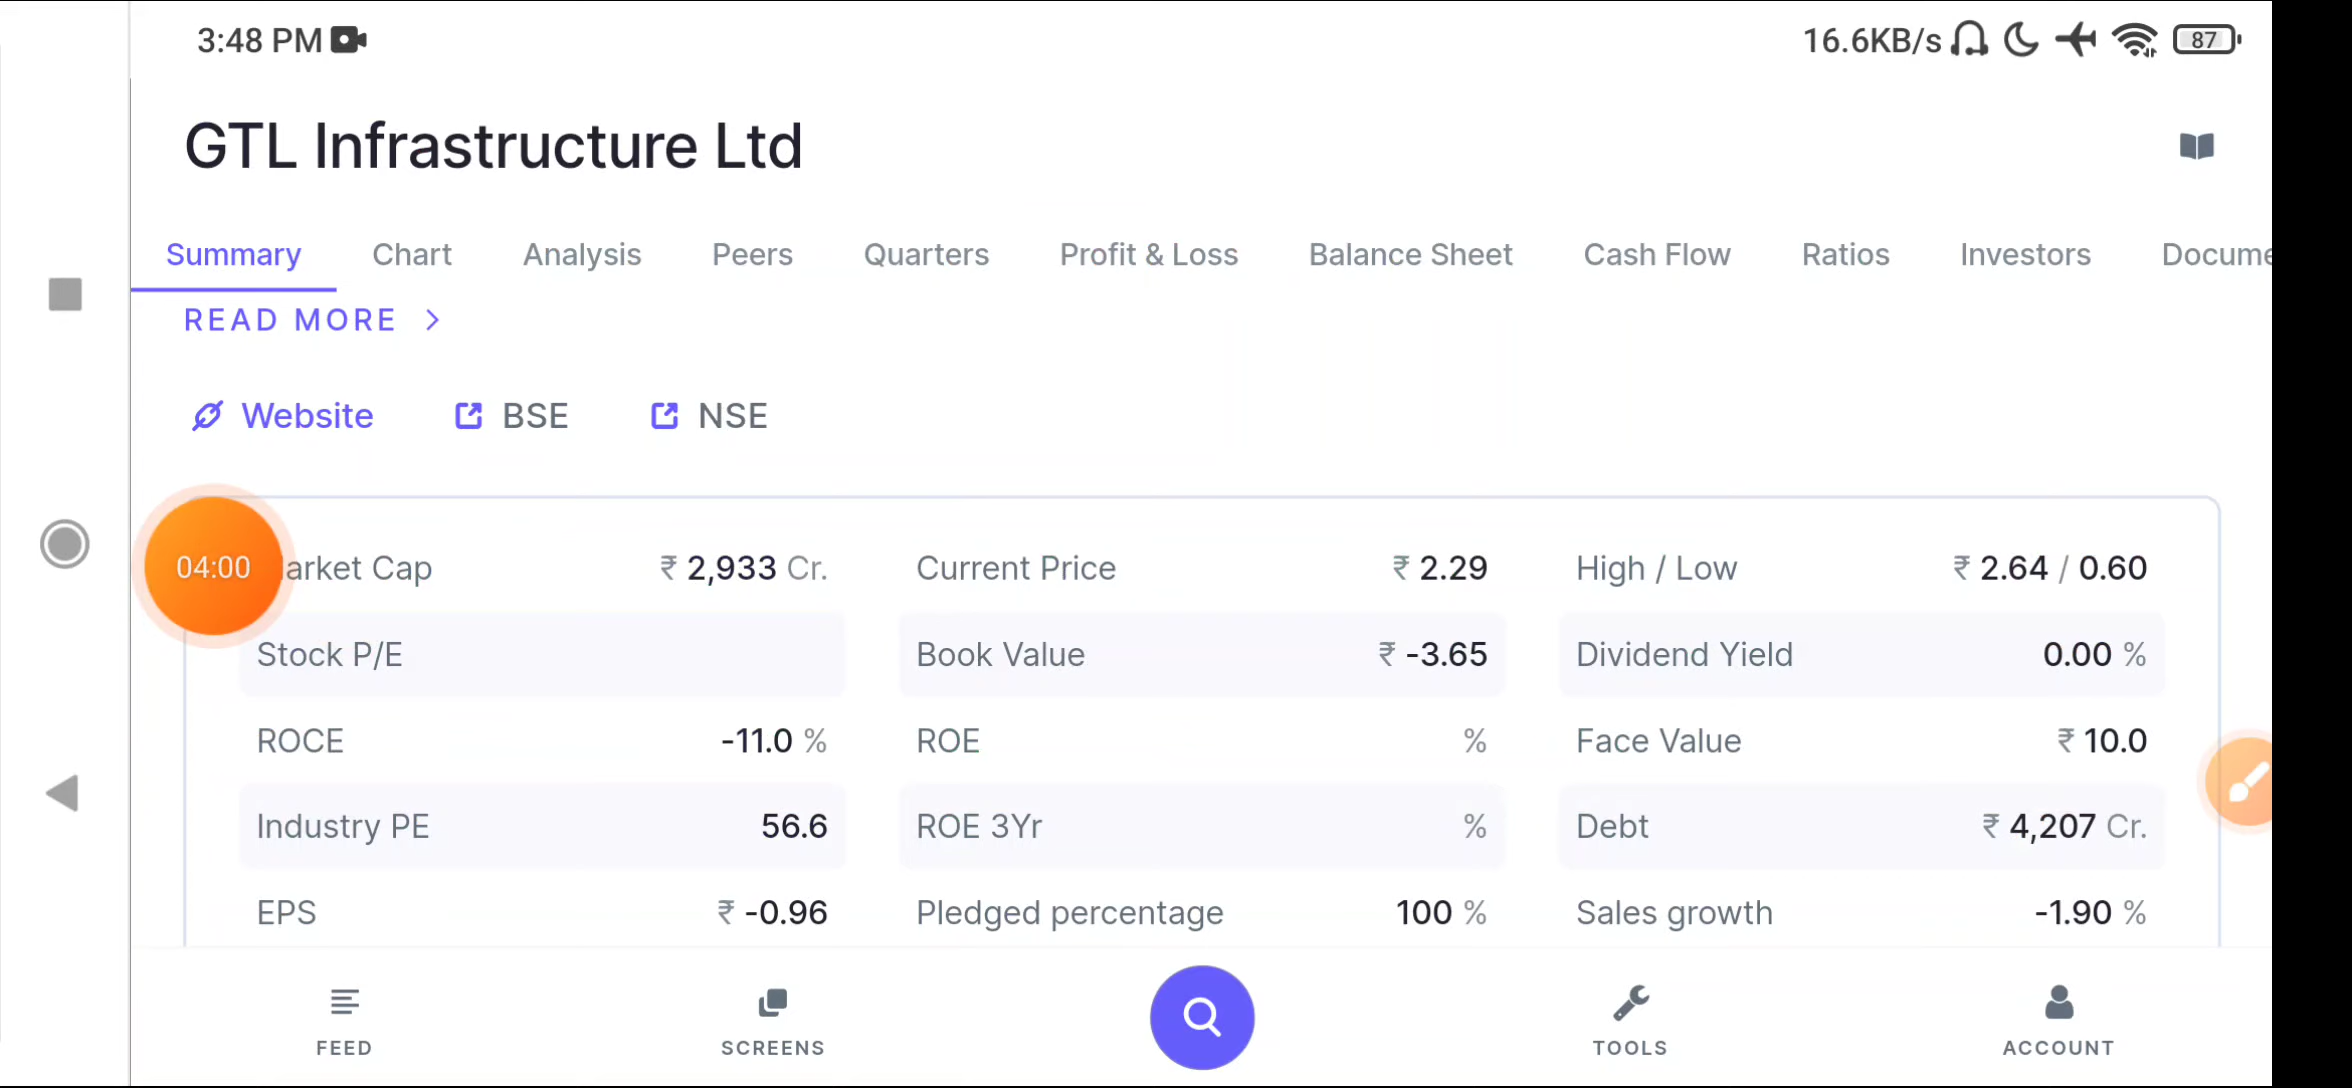 3:48 PM
16.6KB/s
87
GTL Infrastructure Ltd
Summary Chart Analysis Peers Quarters Profit & Loss Balance Sheet Cash Flow Ratios Investors Docume
READ MORE
Website BSE NSE
04:00
arket Cap ₹ 2,933 Cr. Current Price ₹ 2.29 High / Low ₹ 2.64 / 0.60
Stock P/E Book Value ₹ -3.65 Dividend Yield 0.00 %
ROCE -11.0 % ROE % Face Value ₹ 10.0
Industry PE 56.6 ROE 3Yr % Debt ₹ 4,207 Cr.
EPS ₹ -0.96 Pledged percentage 100 % Sales growth -1.90 %
FEED SCREENS TOOLS ACCOUNT